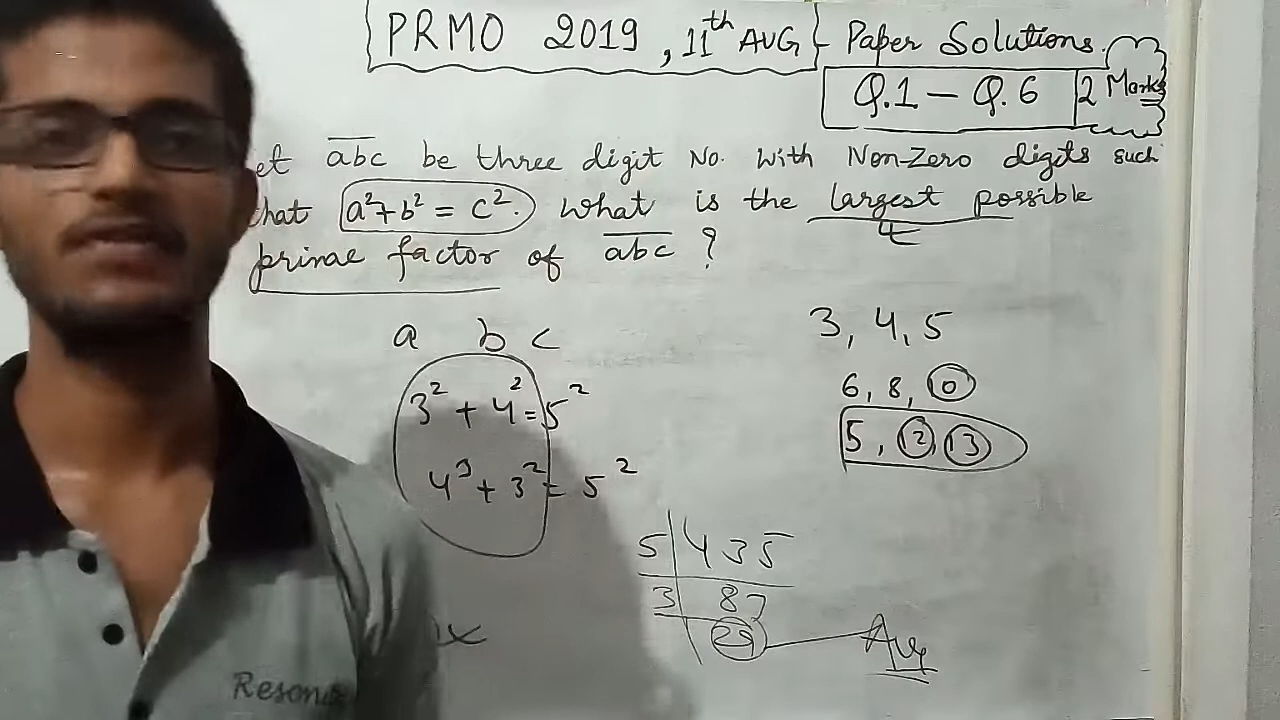 PRMO 2019, 11th AUG
Paper Solutions.
Q.1 – Q.6 2 Marks
et abc be three digit No. with Non-Zero digits such
that a²+b² = c². What is the largest possible
prime factor of abc ?
a b c
3² + 4² = 5²
4² + 3² = 5²
3, 4, 5
6, 8, 10
5, 12, 13
5 | 435
3 | 87
29
Resona